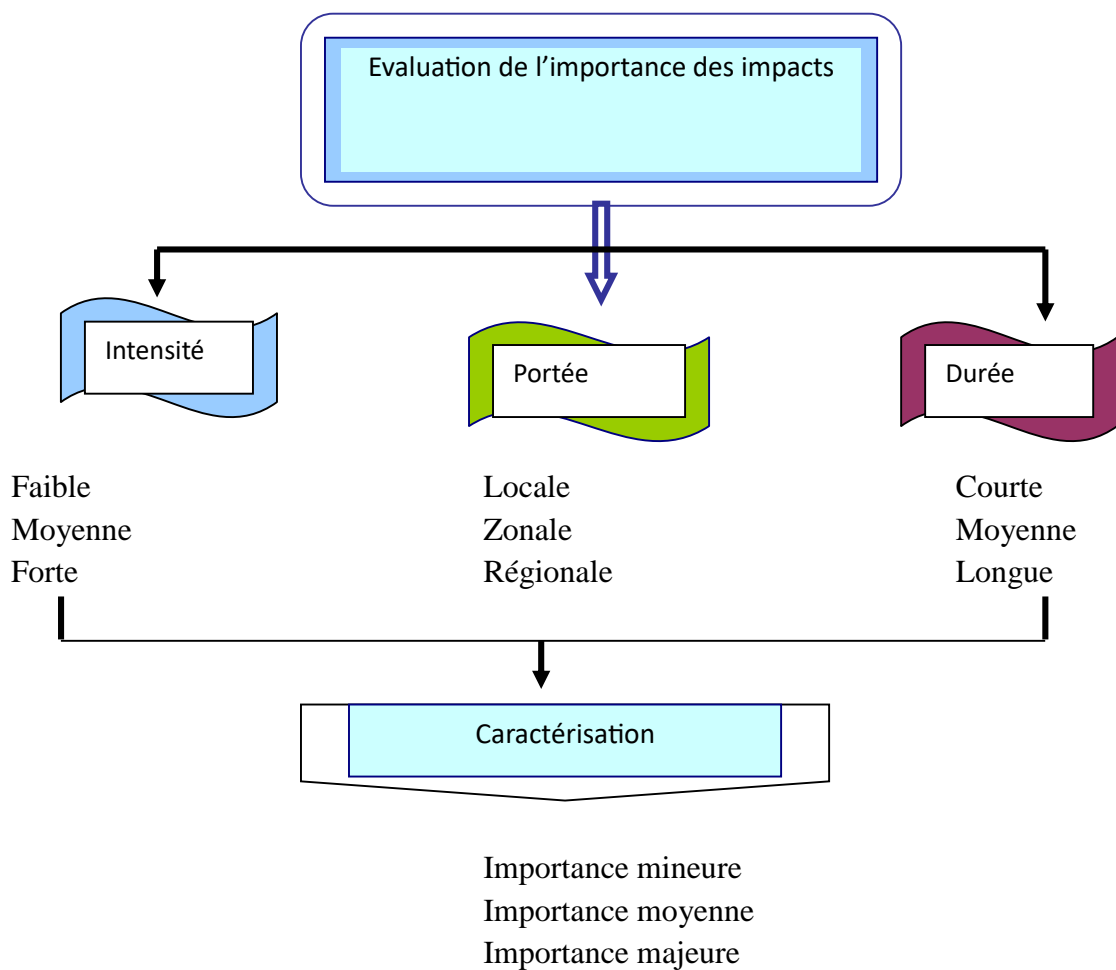 Evaluation de l’importance des impacts
Intensité
Portée
Durée
Faible
Moyenne
Forte
Locale
Zonale
Régionale
Courte
Moyenne
Longue
Caractérisation
Importance mineure
Importance moyenne
Importance majeure